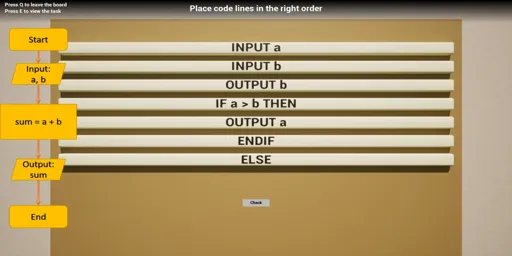 Press Q to leave the board
Press E to view the task
Place code lines in the right order
Start
Input:
a, b
sum = a + b
Output:
sum
End
INPUT a
INPUT b
OUTPUT b
IF a > b THEN
OUTPUT a
ENDIF
ELSE
Check